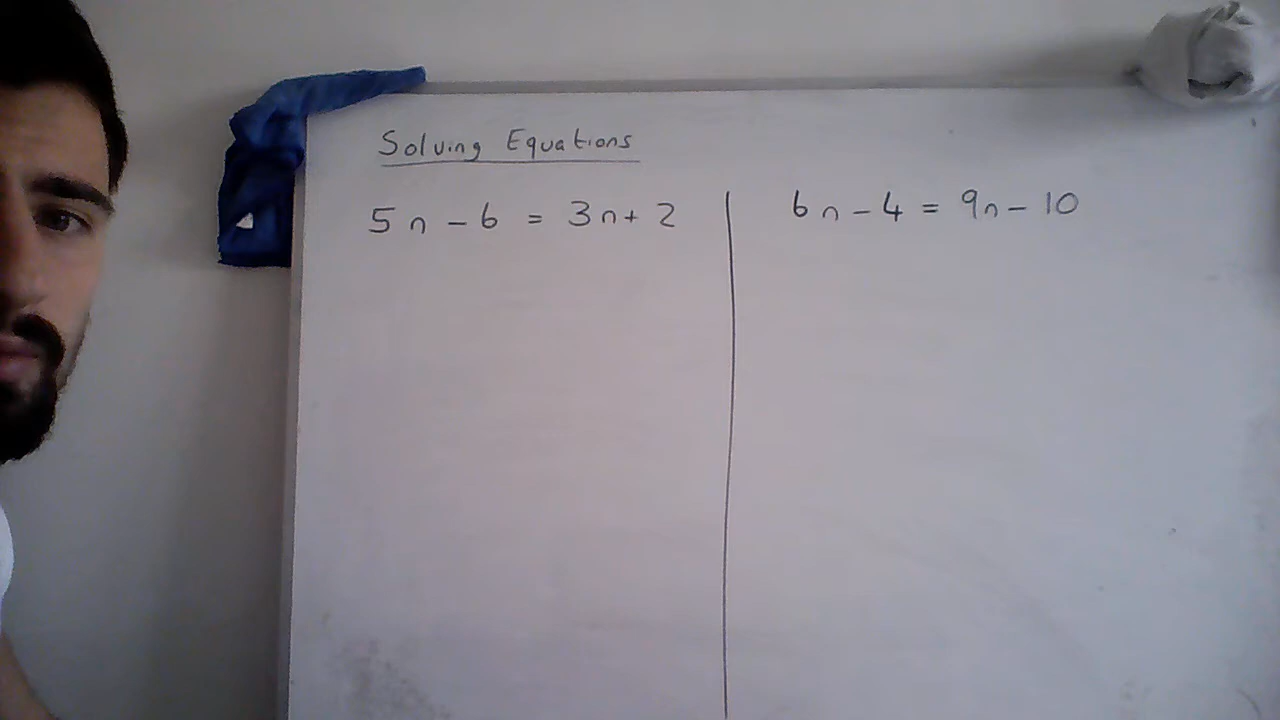 Solving Equations
5n - 6 = 3n + 2
6n - 4 = 9n - 10